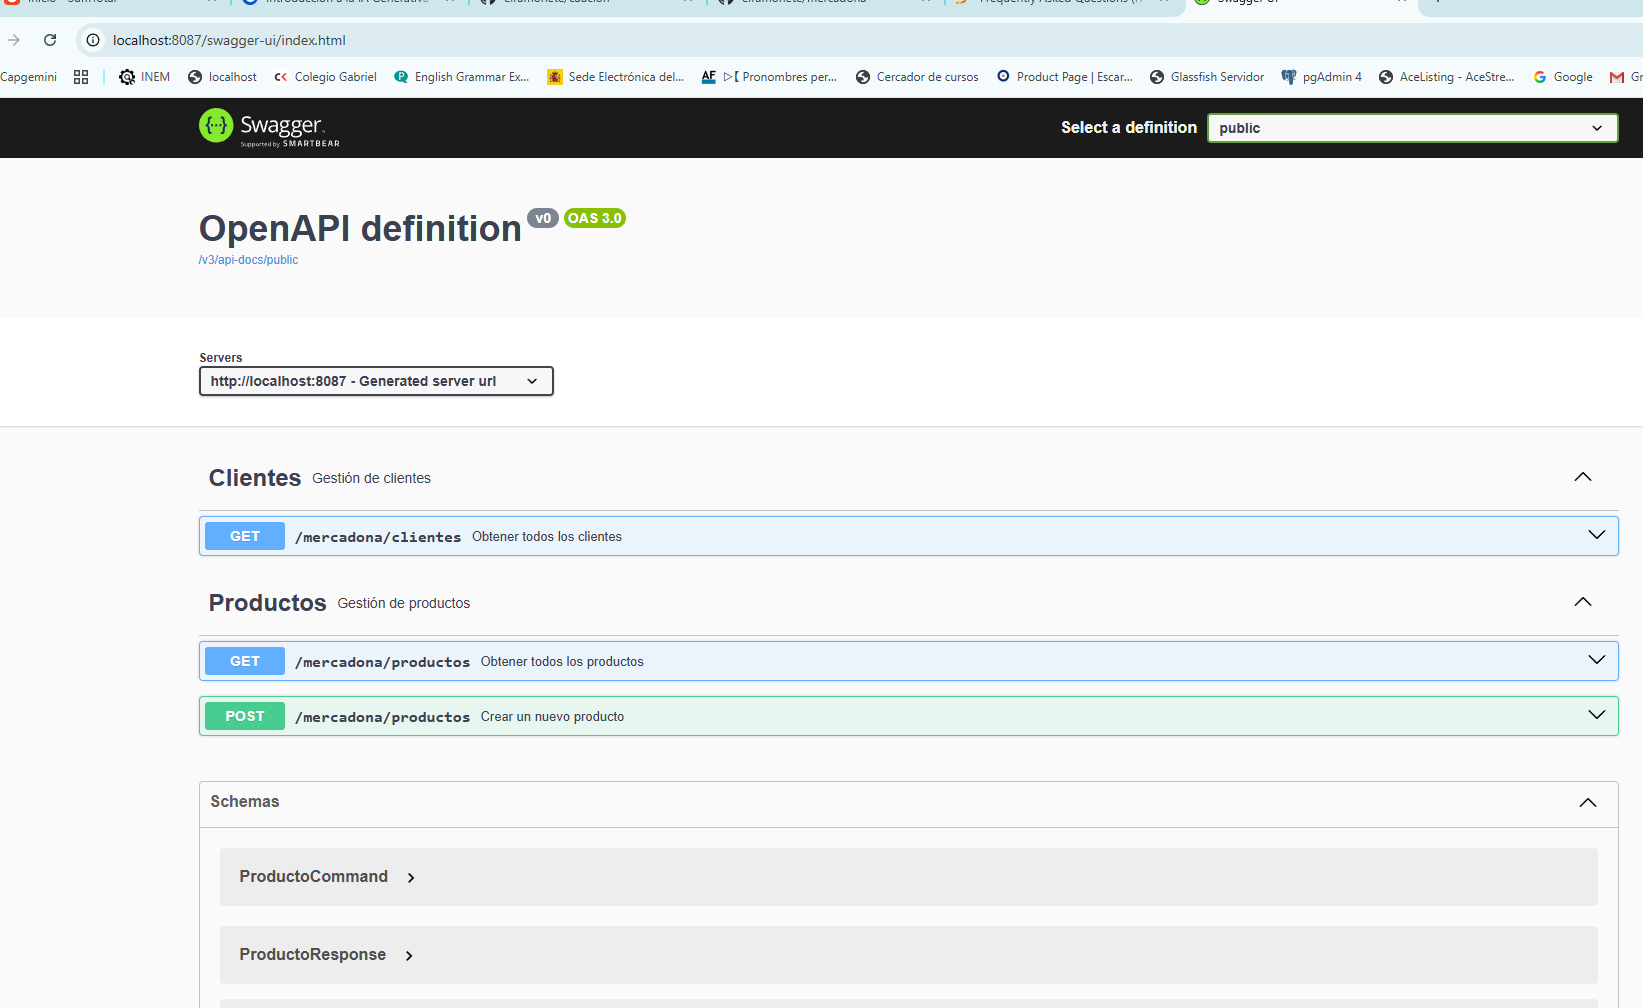 localhost:8087/swagger-ui/index.html
Capgemini INEM localhost Colegio Gabriel English Grammar Ex... Sede Electrónica del... Pronombres per... Cercador de cursos Product Page | Escar... Glassfish Servidor pgAdmin 4 AceListing - AceStre... Google Gr
Swagger
Supported by SMARTBEAR
Select a definition public
OpenAPI definition v0 OAS 3.0
/v3/api-docs/public
Servers
http://localhost:8087 - Generated server url
Clientes Gestión de clientes
GET /mercadona/clientes Obtener todos los clientes
Productos Gestión de productos
GET /mercadona/productos Obtener todos los productos
POST /mercadona/productos Crear un nuevo producto
Schemas
ProductoCommand
ProductoResponse